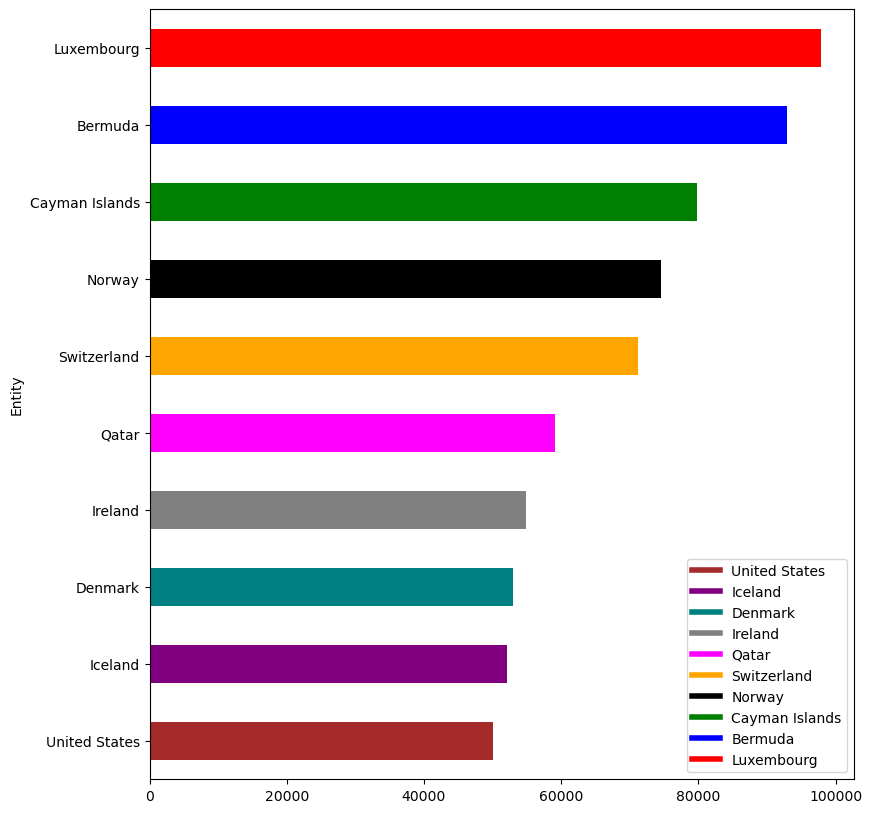 Luxembourg
Bermuda
Cayman Islands
Norway
Switzerland
Qatar
Ireland
Denmark
Iceland
United States
Entity
0 20000 40000 60000 80000 100000
United States
Iceland
Denmark
Ireland
Qatar
Switzerland
Norway
Cayman Islands
Bermuda
Luxembourg